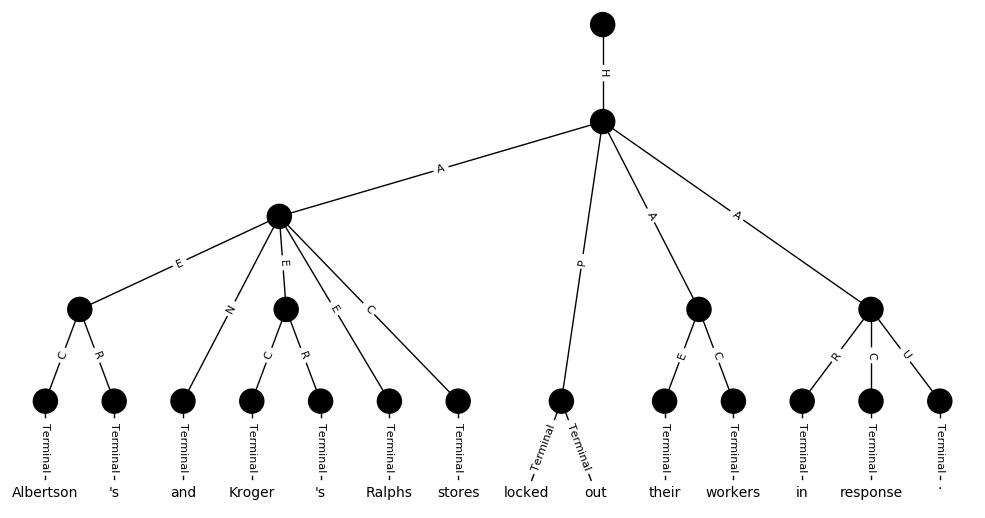 H
A
P
A
A
E
N
E
E
C
C
R
C
R
E
C
R
C
U
Terminal
Terminal
Terminal
Terminal
Terminal
Terminal
Terminal
Terminal
Terminal
Terminal
Terminal
Terminal
Terminal
Terminal
Albertson 's and Kroger 's Ralphs stores locked out their workers in response .